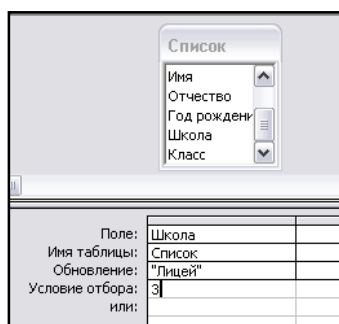 Список
Имя
Отчество
Год рождени
Школа
Класс
Поле: Школа
Имя таблицы: Список
Обновление: "Лицей"
Условие отбора: 3
или: